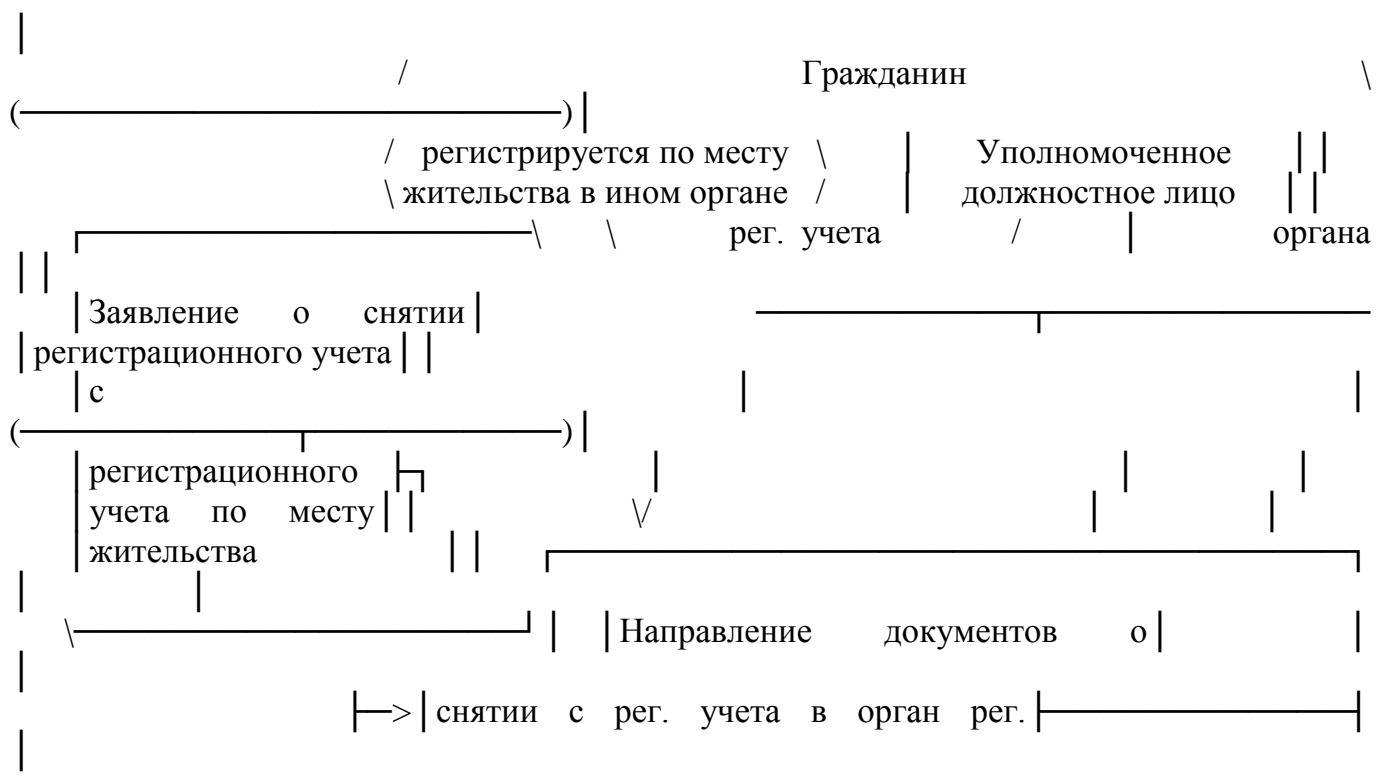 Гражданин
регистрируется по месту
Уполномоченное
жительства в ином органе
должностное лицо
рег. учета органа
Заявление о снятии
регистрационного учета
с
регистрационного
учета по месту
жительства
Направление документов о
снятии с рег. учета в орган рег.